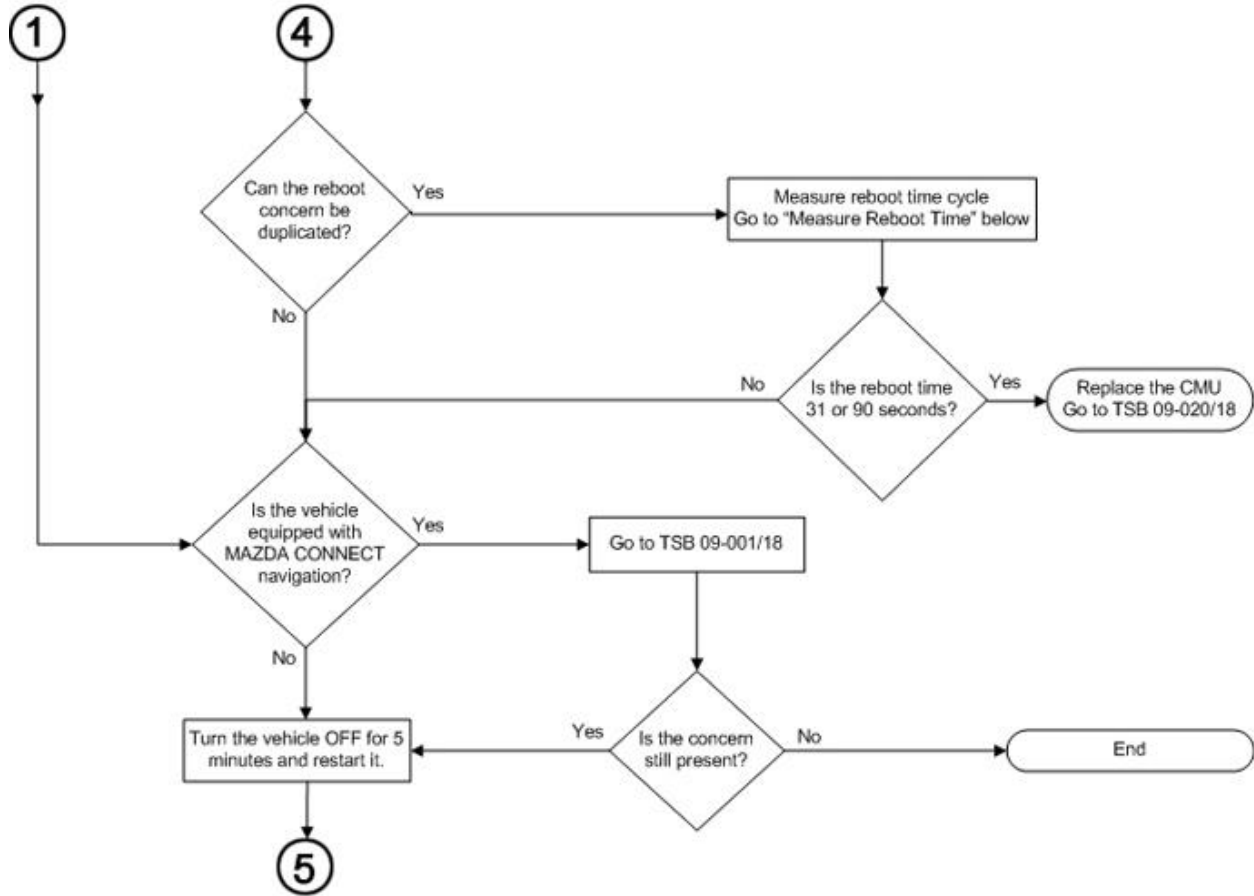 1
4
Can the reboot
concern be
duplicated?
Yes
Measure reboot time cycle
Go to “Measure Reboot Time” below
No
Is the reboot time
31 or 90 seconds?
No
Yes
Replace the CMU
Go to TSB 09-020/18
Is the vehicle
equipped with
MAZDA CONNECT
navigation?
Yes
Go to TSB 09-001/18
No
Turn the vehicle OFF for 5
minutes and restart it.
Yes
Is the concern
still present?
No
End
5